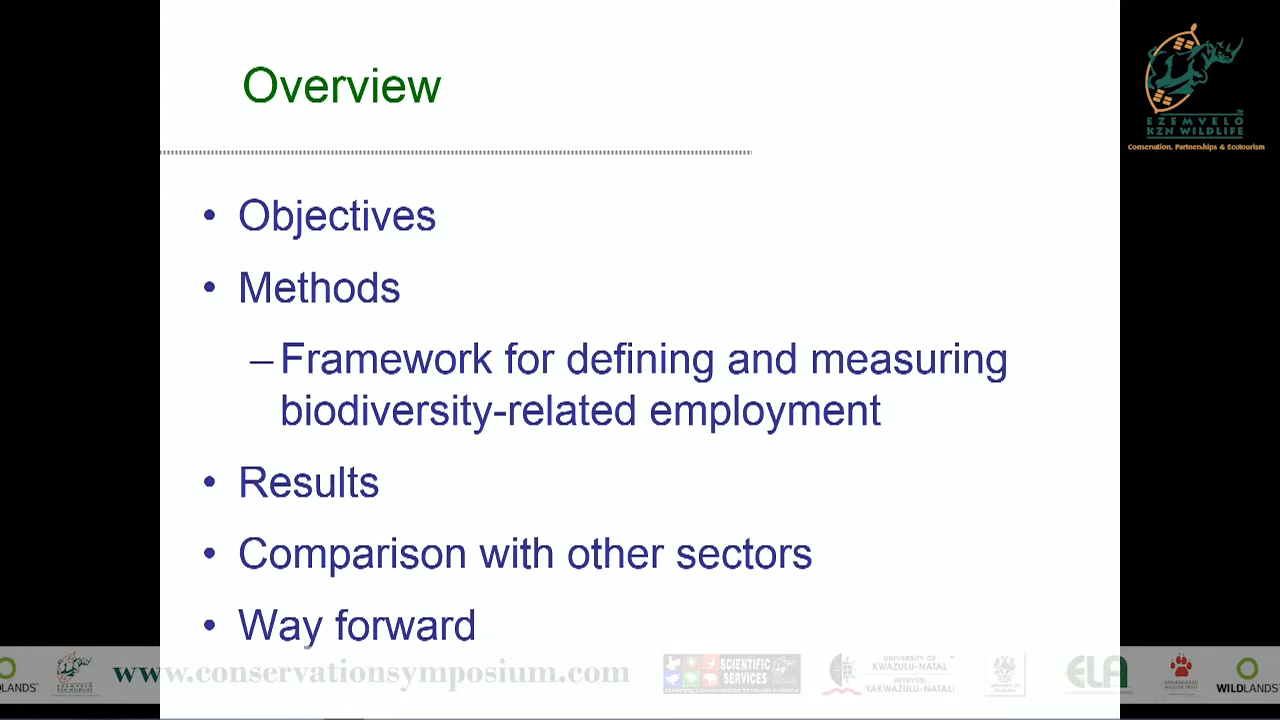 Overview
• Objectives
• Methods
– Framework for defining and measuring
biodiversity-related employment
• Results
• Comparison with other sectors
• Way forward
EZEMVELO
KZN WILDLIFE
Conservation, Partnerships & Ecotourism
www.conservationsymposium.com
SCIENTIFIC
SERVICES
UNIVERSITY OF
KWAZULU-NATAL
INYUVESI
YAKWAZULU-NATALI
ELA
WILDLANDS